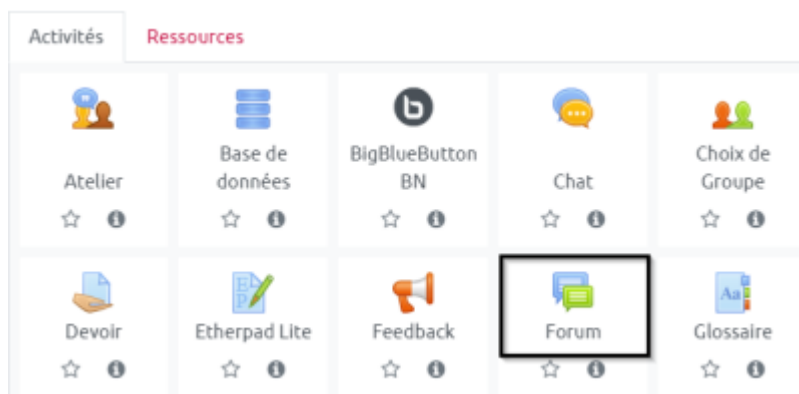 Activités Ressources
Atelier
Base de
données
BigBlueButton
BN
Chat
Choix de
Groupe
Devoir
Etherpad Lite
Feedback
Forum
Glossaire